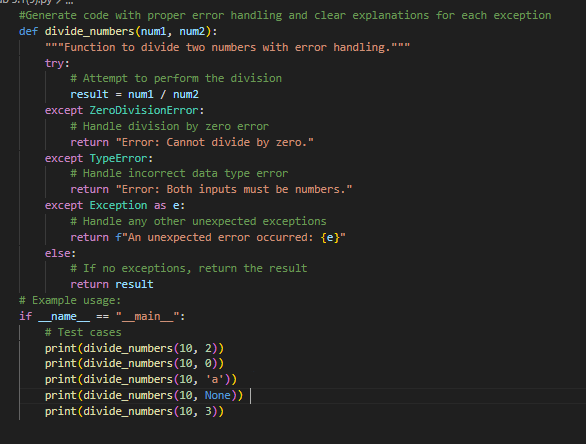 #Generate code with proper error handling and clear explanations for each exception
def divide_numbers(num1, num2):
    """Function to divide two numbers with error handling."""
    try:
        # Attempt to perform the division
        result = num1 / num2
    except ZeroDivisionError:
        # Handle division by zero error
        return "Error: Cannot divide by zero."
    except TypeError:
        # Handle incorrect data type error
        return "Error: Both inputs must be numbers."
    except Exception as e:
        # Handle any other unexpected exceptions
        return f"An unexpected error occurred: {e}"
    else:
        # If no exceptions, return the result
        return result
# Example usage:
if __name__ == "__main__":
    # Test cases
    print(divide_numbers(10, 2))
    print(divide_numbers(10, 0))
    print(divide_numbers(10, 'a'))
    print(divide_numbers(10, None))
    print(divide_numbers(10, 3))